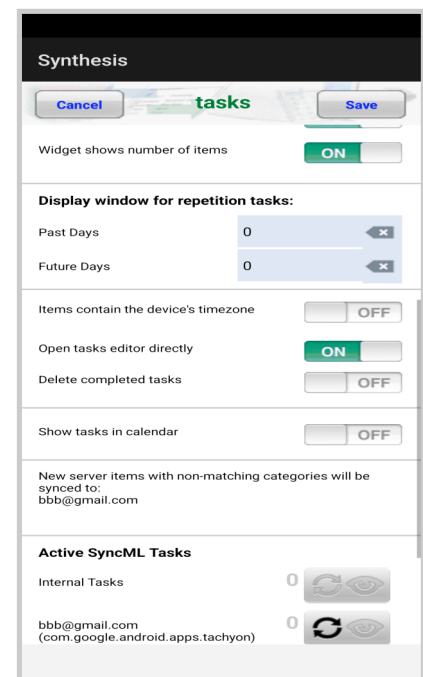 Synthesis
Cancel
tasks
Save
Widget shows number of items
ON
Display window for repetition tasks:
Past Days
0
Future Days
0
Items contain the device's timezone
OFF
Open tasks editor directly
ON
Delete completed tasks
OFF
Show tasks in calendar
OFF
New server items with non-matching categories will be
synced to:
bbb@gmail.com
Active SyncML Tasks
Internal Tasks
0
bbb@gmail.com
(com.google.android.apps.tachyon)
0